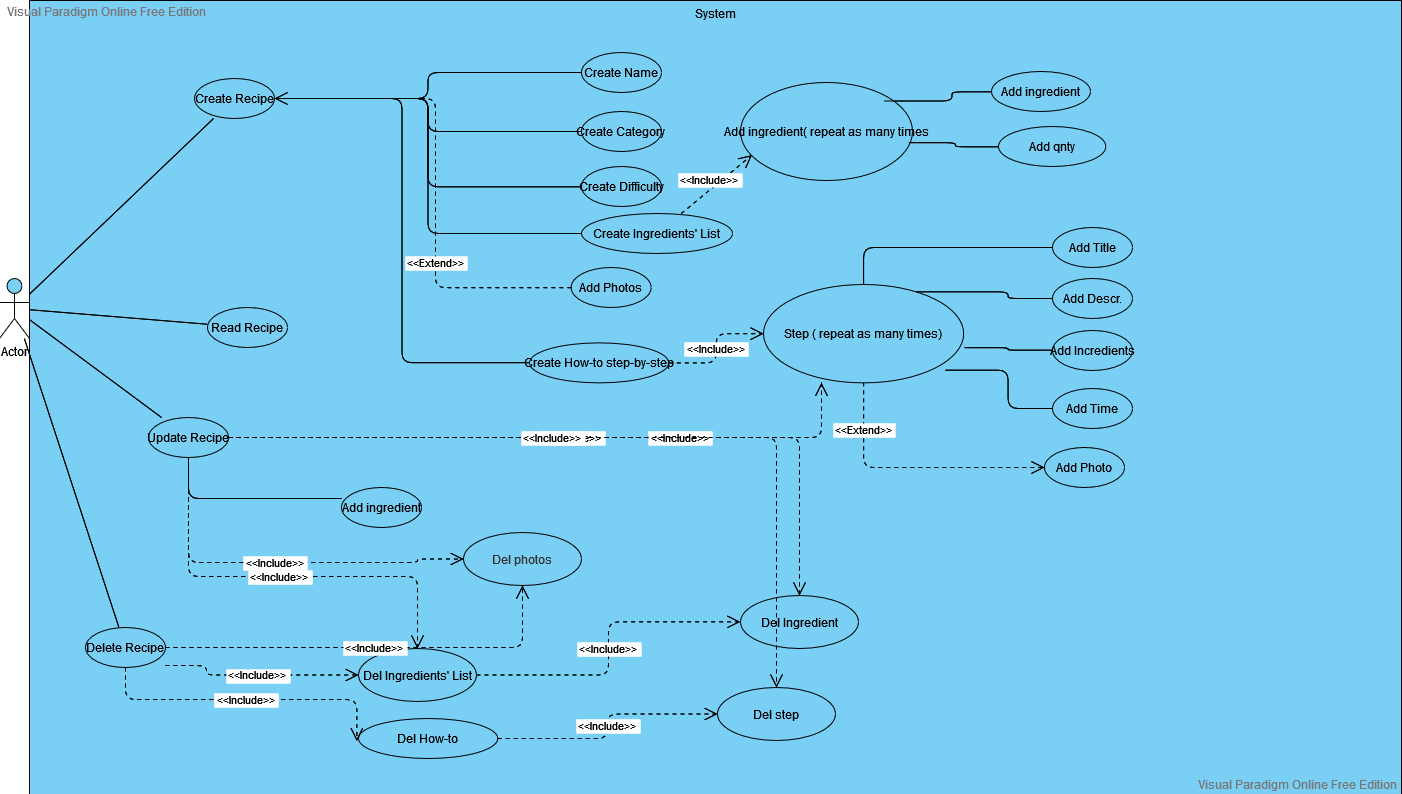 Visual Paradigm Online Free Edition
System
Create Name
Create Recipe
Add ingredient
Create Category
Add ingredient( repeat as many times
Add qnty
<<Include>>
Create Difficulty
Create Ingredients' List
Add Title
<<Extend>>
Add Photos
Add Descr.
Read Recipe
Step ( repeat as many times)
Actor
<<Include>>
Add Incredients
Create How-to step-by-step
Add Time
<<Extend>>
Update Recipe
<<Include>>
<<Include>>
Add Photo
Add ingredient
Del photos
<<Include>>
<<Include>>
Del Ingredient
Delete Recipe
<<Include>>
<<Include>>
<<Include>>
Del Ingredients' List
<<Include>>
Del step
<<Include>>
Del How-to
Visual Paradigm Online Free Edition